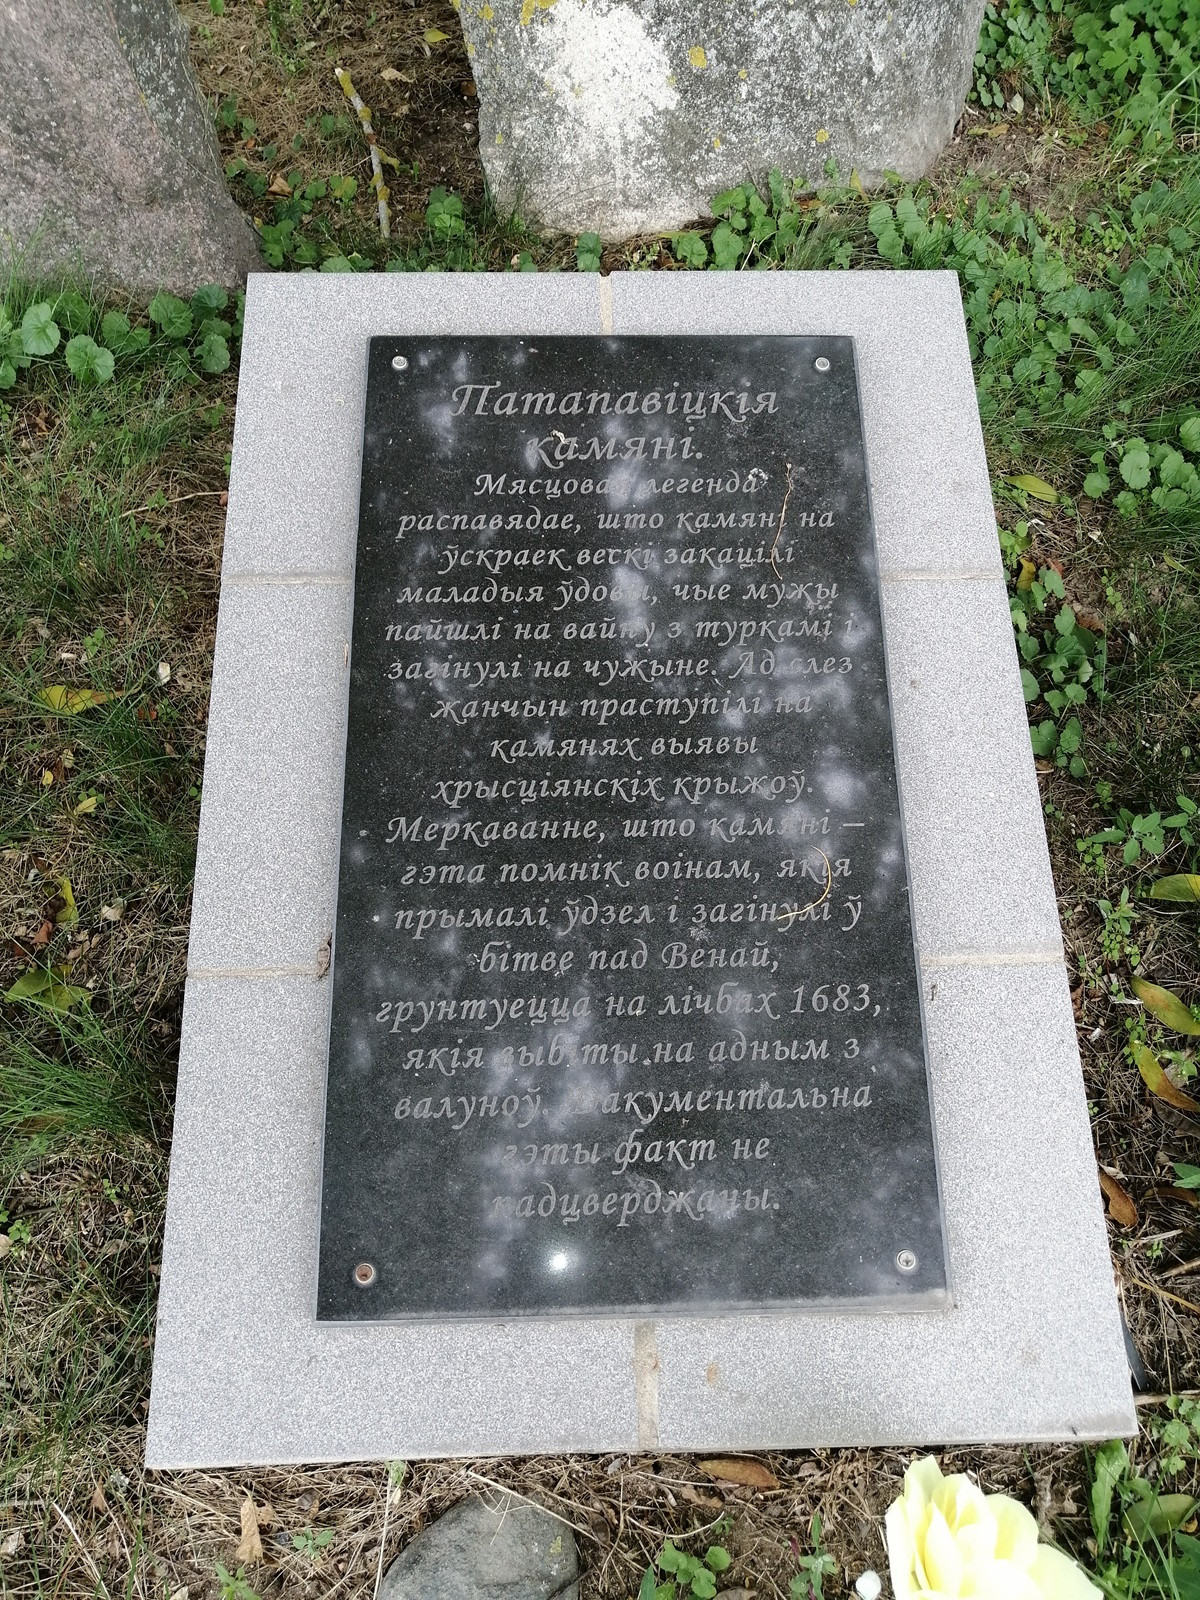 Патапавіцкія
камяні.
Мясцовая легенда
распавядае, што камяні на
ўскраек вескі закацілі
маладыя ўдовы, чые мужы
пайшлі на вайну з туркамі і
загінулі на чужыне. Ад слез
жанчын праступілі на
камянях выявы
хрысціянскіх крыжоў.
Меркаванне, што камяні –
гэта помнік воінам, якія
прымалі ўдзел і загінулі ў
бітве пад Венай,
грунтуецца на лічбах 1683,
якія выбіты на адным з
валуноў. Дакументальна
гэты факт не
падцверджаны.